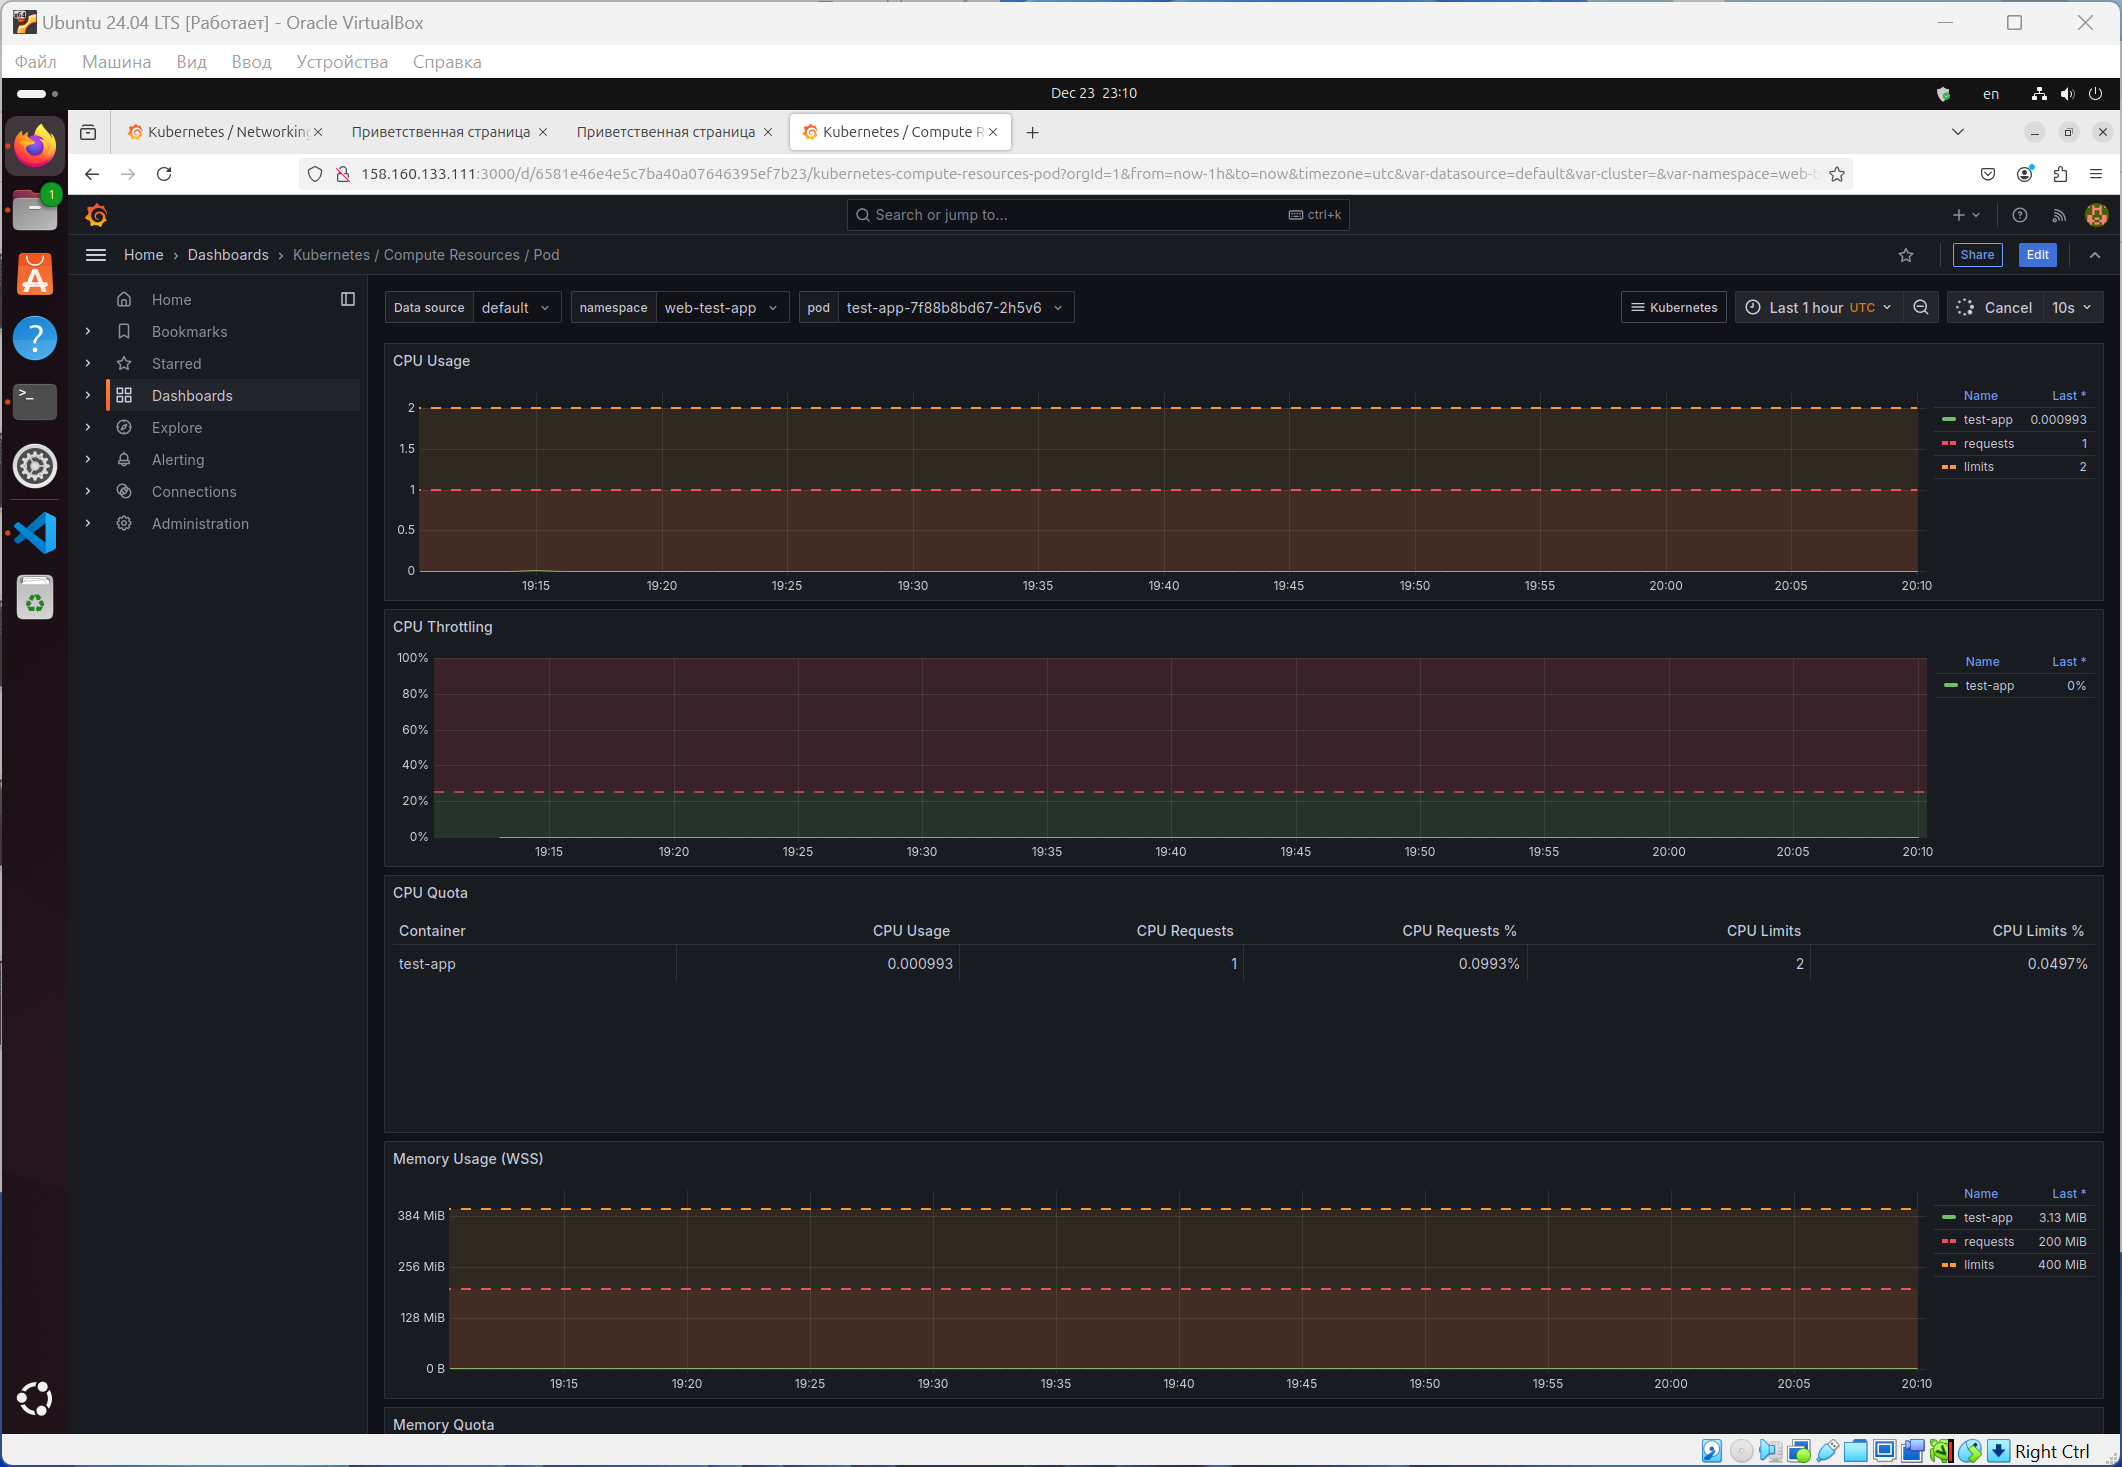 Ubuntu 24.04 LTS [Работает] - Oracle VirtualBox
Файл Машина Вид Ввод Устройства Справка
Dec 23 23:10
en
Kubernetes / Networking
Приветственная страница
Приветственная страница
Kubernetes / Compute R
158.160.133.111:3000/d/6581e46e4e5c7ba40a07646395ef7b23/kubernetes-compute-resources-pod?orgId=1&from=now-1h&to=now&timezone=utc&var-datasource=default&var-cluster=&var-namespace=web-t
1
Search or jump to...
ctrl+k
Home › Dashboards › Kubernetes / Compute Resources / Pod
Share
Edit
Home
Bookmarks
Starred
Dashboards
Explore
Alerting
Connections
Administration
Data source default
namespace web-test-app
pod test-app-7f88b8bd67-2h5v6
Kubernetes
Last 1 hour UTC
Cancel
10s
CPU Usage
2
1.5
1
0.5
0
19:15 19:20 19:25 19:30 19:35 19:40 19:45 19:50 19:55 20:00 20:05 20:10
Name Last *
test-app 0.000993
requests 1
limits 2
CPU Throttling
100%
80%
60%
40%
20%
0%
19:15 19:20 19:25 19:30 19:35 19:40 19:45 19:50 19:55 20:00 20:05 20:10
Name Last *
test-app 0%
CPU Quota
Container CPU Usage CPU Requests CPU Requests % CPU Limits CPU Limits %
test-app 0.000993 1 0.0993% 2 0.0497%
Memory Usage (WSS)
384 MiB
256 MiB
128 MiB
0 B
19:15 19:20 19:25 19:30 19:35 19:40 19:45 19:50 19:55 20:00 20:05 20:10
Name Last *
test-app 3.13 MiB
requests 200 MiB
limits 400 MiB
Memory Quota
Right Ctrl